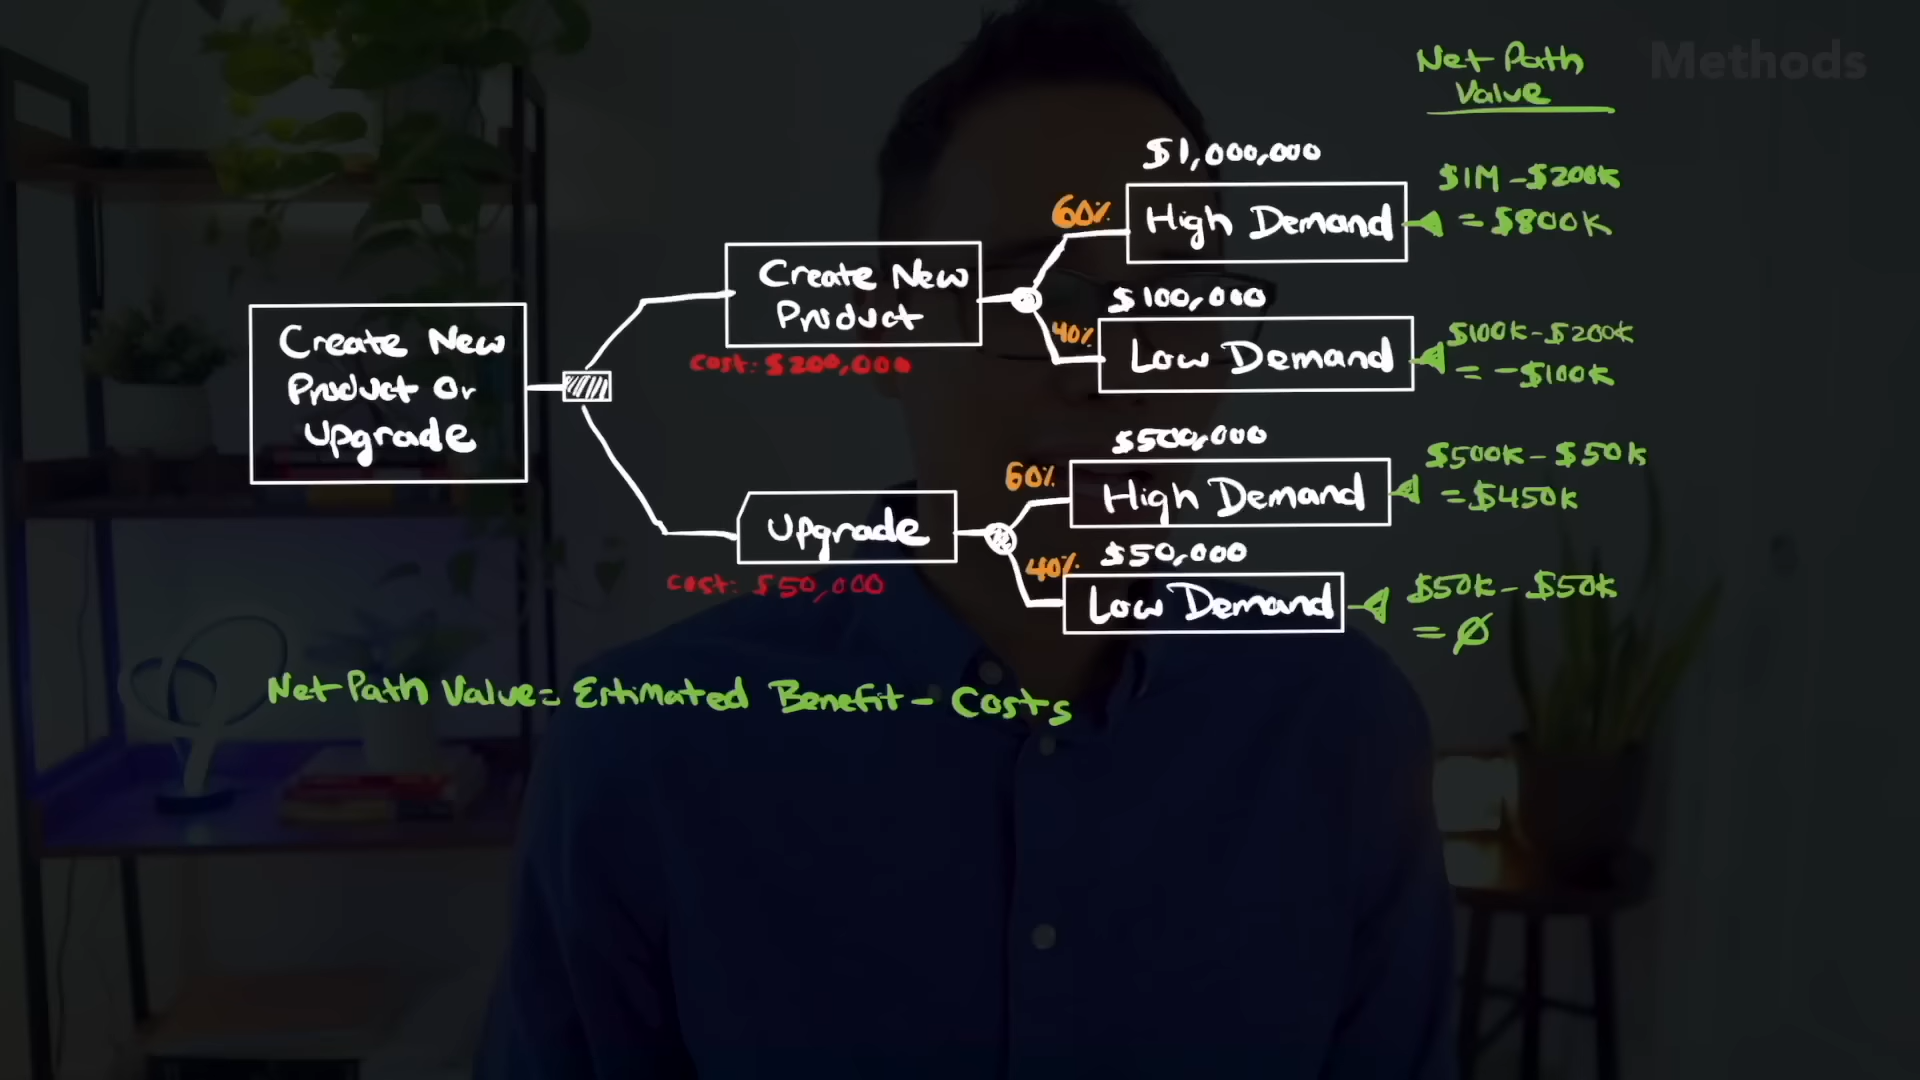 Methods
Net Path
Value
$1,000,000
$1M - $200k
60%
High Demand
= $800k
Create New
Product
$100,000
40%
Low Demand
$100k - $200k
= -$100k
cost: $200,000
Create New
Product Or
Upgrade
$500,000
$500k - $50k
60%
High Demand
= $450k
Upgrade
$50,000
40%
Low Demand
$50k - $50k
= Ø
cost: $50,000
Net Path Value = Estimated Benefit - Costs